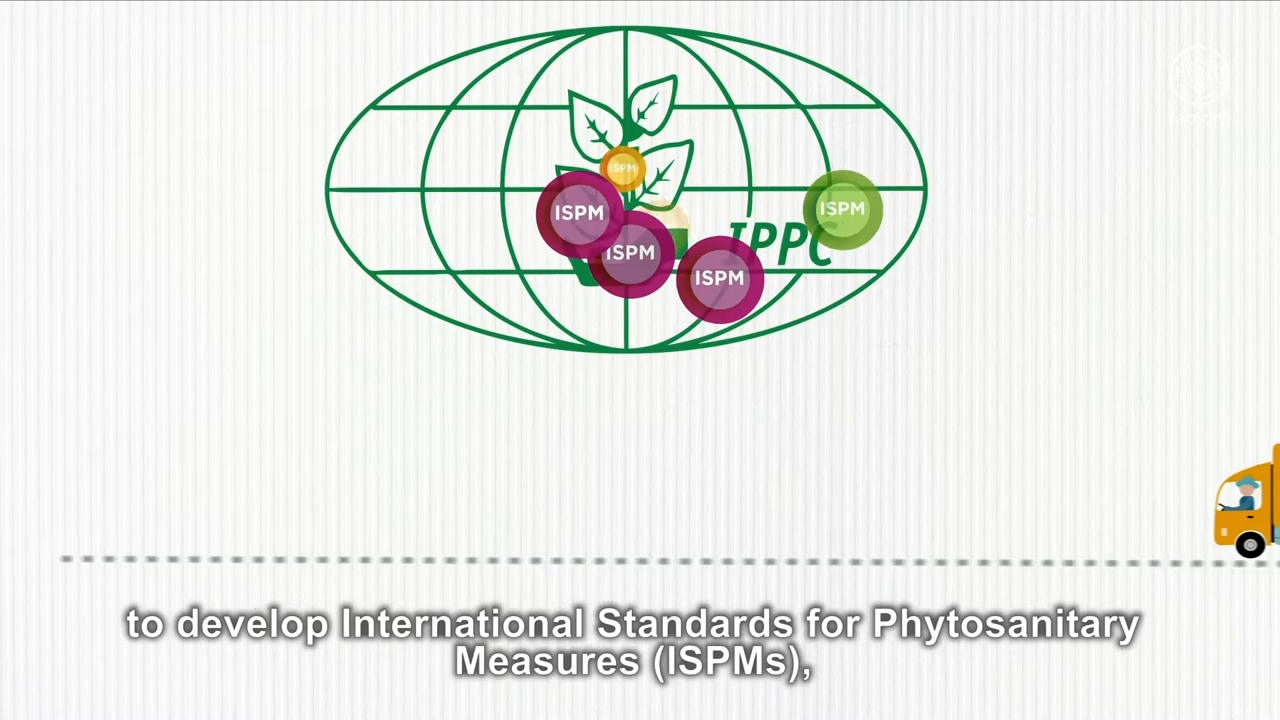 ISPM
ISPM
ISPM
ISPM
ISPM
IPPC
to develop International Standards for Phytosanitary
Measures (ISPMs),